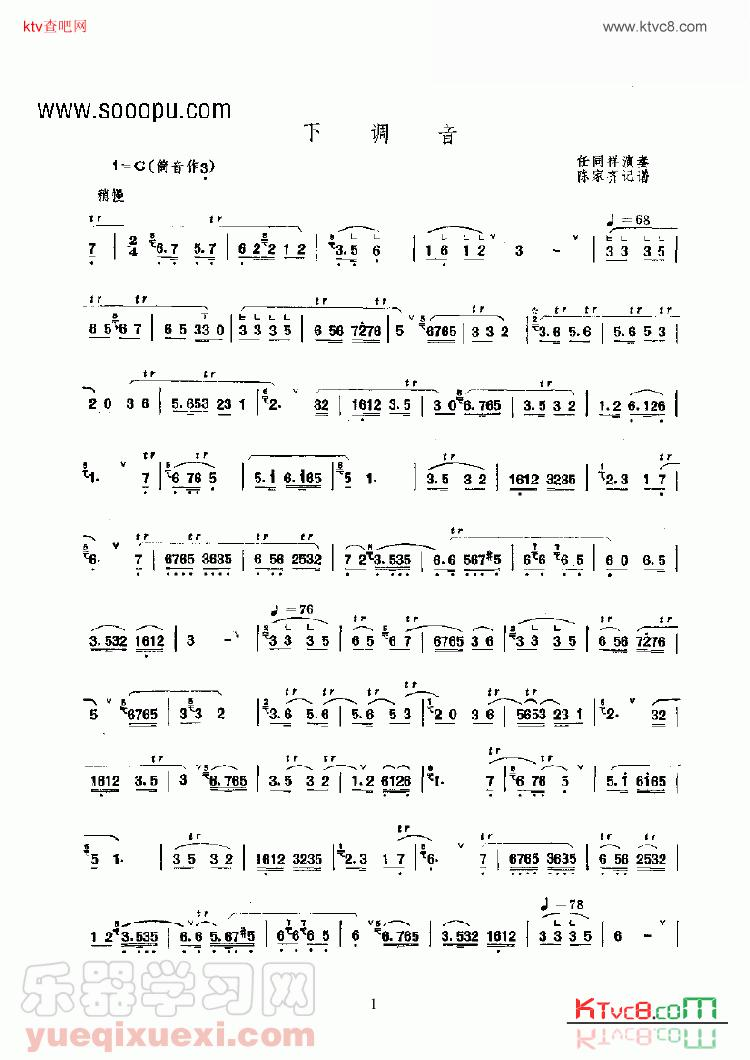 ktv查吧网
www.ktvc8.com
www.sooopu.com
下 调 音
1=C(筒音作3)
任同祥演奏
陈家齐记谱
稍慢
♩=68
7 | 2/4 6.7 5.7 | 6 2 2 1 2 | 3.5 6 | 1 6 1 2 3 - | 3 3 3 5 |
6 5 6 7 | 6 5 33 0 | 3 3 3 5 | 6 56 7276 | 5 6765 | 3 3 2 | 3.6 5.6 | 5.6 5 3 |
2 0 3 6 | 5.653 23 1 | 2. 32 | 1612 3.5 | 3 0 6.765 | 3.5 3 2 | 1.2 6.126 |
1. 7 | 6 76 5 | 5.i 6.i65 | 5 1. | 3.5 3 2 | 1612 3235 | 2.3 1 7 |
6. 7 | 6765 3635 | 6 56 2532 | 7 2 3.535 | 6.6 567#5 | 6 6 6.5 | 6 0 6.5 |
♩=76
3.532 1612 | 3 - | 3 3 3 5 | 6 5 6 7 | 6765 3 6 | 3 3 3 5 | 6 56 7276 |
5 6765 | 3 3 2 | 3.6 5.6 | 5.6 5 3 | 2 0 3 6 | 5653 23 1 | 2. 32 |
1612 3.5 | 3 6.765 | 3.5 3 2 | 1.2 6126 | 1. 7 | 6 76 5 | 5.i 6i65 |
5 1. | 3 5 3 2 | 1612 3235 | 2.3 1 7 | 6. 7 | 6765 3635 | 6 56 2532 |
♩=78
1 2 3.535 | 6.6 5.67#5 | 6 6 6 5 | 6 6.765 | 3.532 1612 | 3 3 3 5 | 6 - |
1
乐器学习网
yueqixuexi.com
KTvc8.com